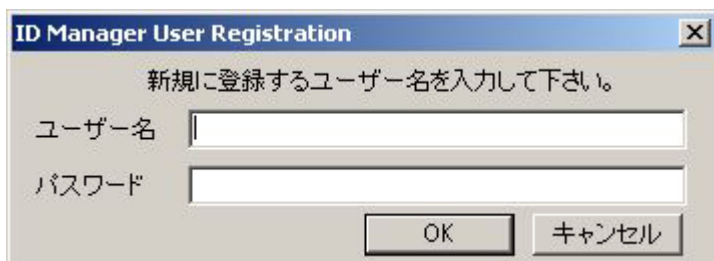 ID Manager User Registration
新規に登録するユーザー名を入力して下さい。
ユーザー名
パスワード
OK キャンセル